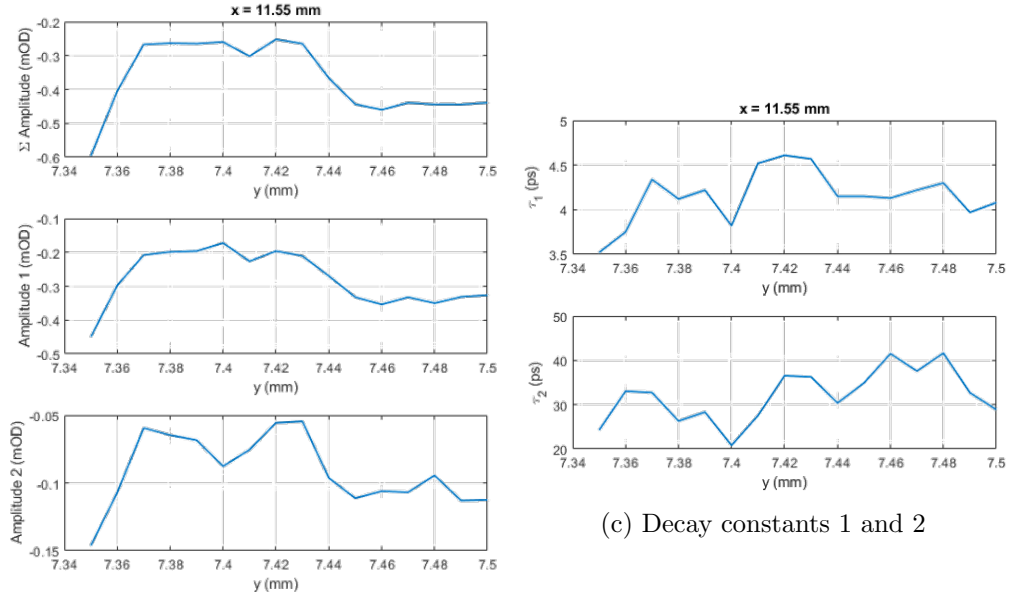 x = 11.55 mm
Σ Amplitude (mOD)
-0.2
-0.3
-0.4
-0.5
-0.6
7.34 7.36 7.38 7.4 7.42 7.44 7.46 7.48 7.5
y (mm)
Amplitude 1 (mOD)
-0.1
-0.2
-0.3
-0.4
-0.5
7.34 7.36 7.38 7.4 7.42 7.44 7.46 7.48 7.5
y (mm)
Amplitude 2 (mOD)
-0.05
-0.1
-0.15
7.34 7.36 7.38 7.4 7.42 7.44 7.46 7.48 7.5
y (mm)
x = 11.55 mm
τ1 (ps)
5
4.5
4
3.5
7.34 7.36 7.38 7.4 7.42 7.44 7.46 7.48 7.5
y (mm)
τ2 (ps)
50
40
30
20
7.34 7.36 7.38 7.4 7.42 7.44 7.46 7.48 7.5
y (mm)
(c) Decay constants 1 and 2